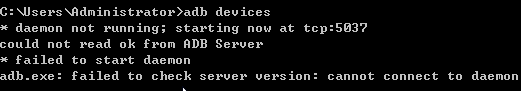 C:\Users\Administrator>adb devices
* daemon not running; starting now at tcp:5037
could not read ok from ADB Server
* failed to start daemon
adb.exe: failed to check server version: cannot connect to daemon